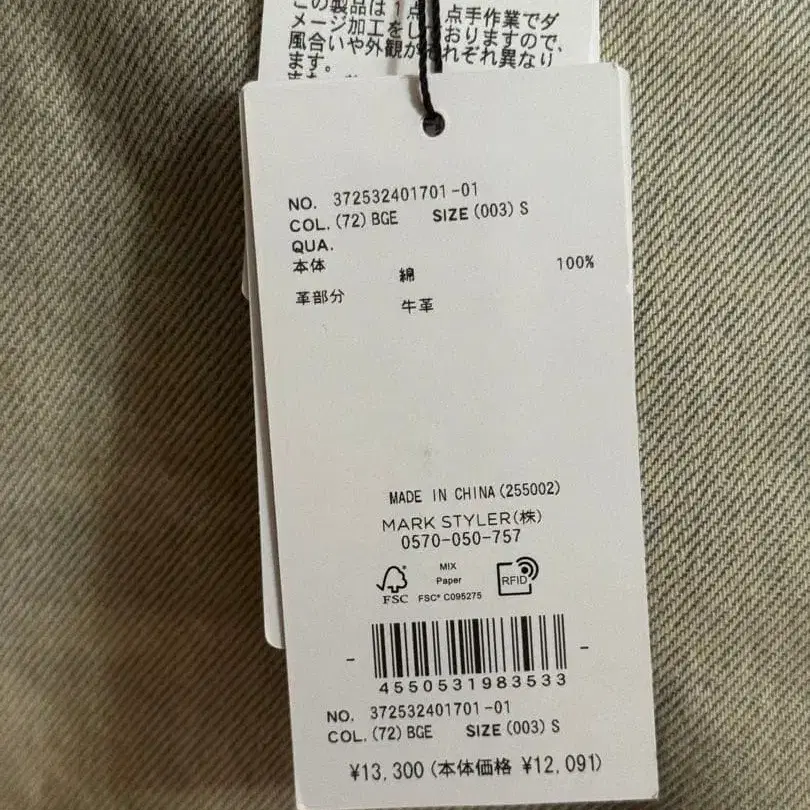 この製品は1点1点手作業でダ
メージ加工をしておりますので、
風合いや外観がそれぞれ異なり
ます。
NO. 372532401701-01
COL. (72) BGE SIZE (003) S
QUA.
本体 綿 100%
革部分 牛革
MADE IN CHINA (255002)
MARK STYLER(株)
0570-050-757
FSC
MIX
Paper
FSC® C095275
RFID
- 4550531983533 -
NO. 372532401701-01
COL. (72) BGE SIZE (003) S
¥13,300 (本体価格 ¥12,091)